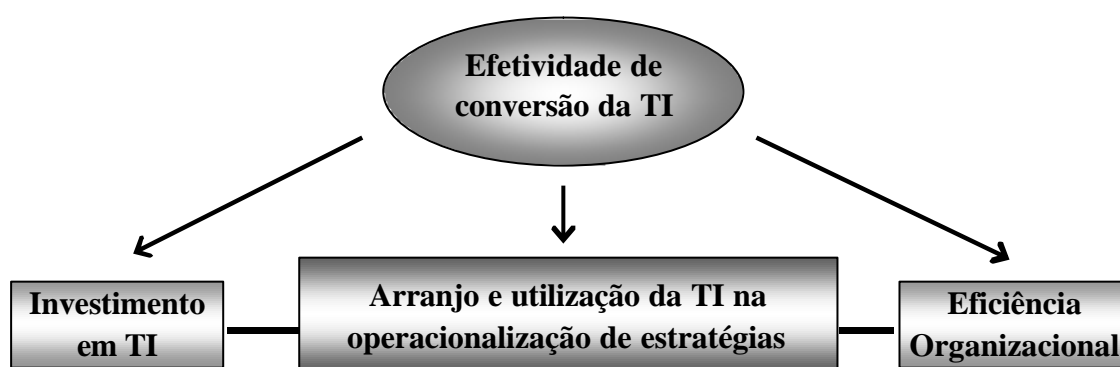 Efetividade de
conversão da TI
Investimento
em TI
Arranjo e utilização da TI na
operacionalização de estratégias
Eficiência
Organizacional